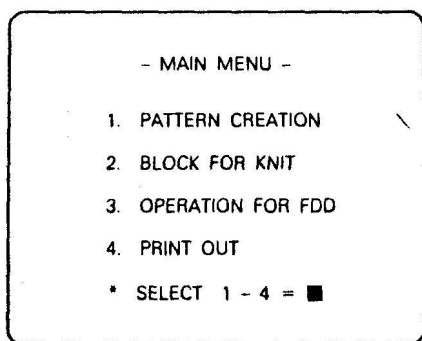 - MAIN MENU -
1. PATTERN CREATION
2. BLOCK FOR KNIT
3. OPERATION FOR FDD
4. PRINT OUT
* SELECT 1 - 4 = ■